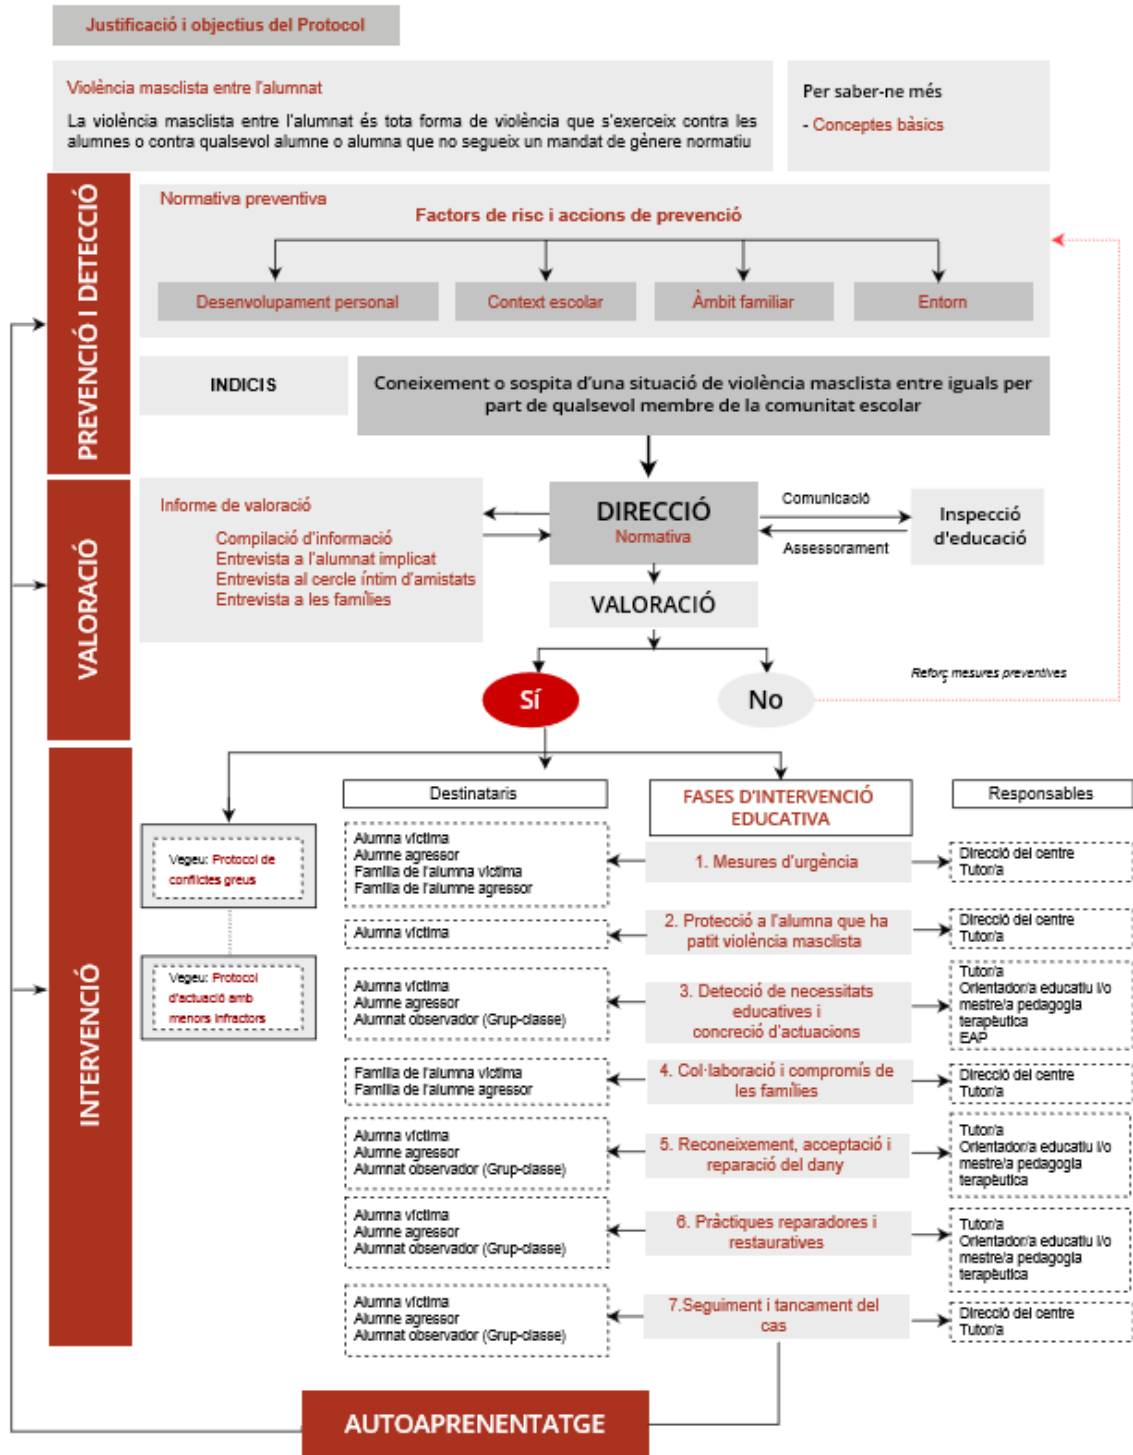 Justificació i objectius del Protocol
Violència masclista entre l'alumnat
La violència masclista entre l'alumnat és tota forma de violència que s'exerceix contra les
alumnes o contra qualsevol alumne o alumna que no segueix un mandat de gènere normatiu
Per saber-ne més
- Conceptes bàsics
PREVENCIÓ I DETECCIÓ
Normativa preventiva
Factors de risc i accions de prevenció
Desenvolupament personal
Context escolar
Àmbit familiar
Entorn
INDICIS
Coneixement o sospita d'una situació de violència masclista entre iguals per
part de qualsevol membre de la comunitat escolar
VALORACIÓ
Informe de valoració
Compilació d'informació
Entrevista a l'alumnat implicat
Entrevista al cercle íntim d'amistats
Entrevista a les famílies
DIRECCIÓ
Normativa
Comunicació
Assessorament
Inspecció
d'educació
VALORACIÓ
Sí
No
Reforç mesures preventives
INTERVENCIÓ
Vegeu: Protocol de
conflictes greus
Vegeu: Protocol
d'actuació amb
menors infractors
Destinataris
FASES D'INTERVENCIÓ
EDUCATIVA
Responsables
Alumna víctima
Alumne agressor
Família de l'alumna víctima
Família de l'alumne agressor
1. Mesures d'urgència
Direcció del centre
Tutor/a
Alumna víctima
2. Protecció a l'alumna que ha
patit violència masclista
Direcció del centre
Tutor/a
Alumna víctima
Alumne agressor
Alumnat observador (Grup-classe)
3. Detecció de necessitats
educatives i
concreció d'actuacions
Tutor/a
Orientador/a educatiu i/o
mestre/a pedagogia
terapèutica
EAP
Família de l'alumna víctima
Família de l'alumne agressor
4. Col·laboració i compromís de
les famílies
Direcció del centre
Tutor/a
Alumna víctima
Alumne agressor
Alumnat observador (Grup-classe)
5. Reconeixement, acceptació i
reparació del dany
Tutor/a
Orientador/a educatiu i/o
mestre/a pedagogia
terapèutica
Alumna víctima
Alumne agressor
Alumnat observador (Grup-classe)
6. Pràctiques reparadores i
restauratives
Tutor/a
Orientador/a educatiu i/o
mestre/a pedagogia
terapèutica
Alumna víctima
Alumne agressor
Alumnat observador (Grup-classe)
7.Seguiment i tancament del
cas
Direcció del centre
Tutor/a
AUTOAPRENENTATGE